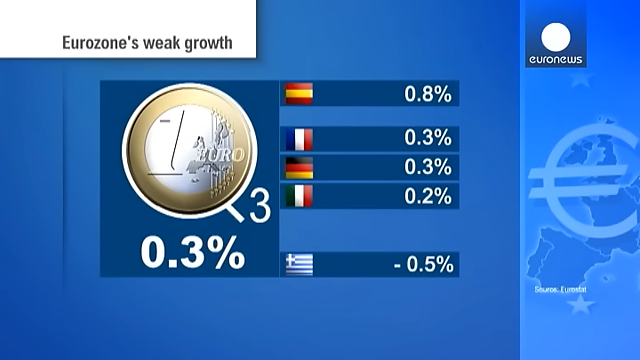 Eurozone's weak growth
euronews
0.8%
0.3%
0.3%
0.2%
- 0.5%
EURO
Q3
0.3%
Source: Eurostat